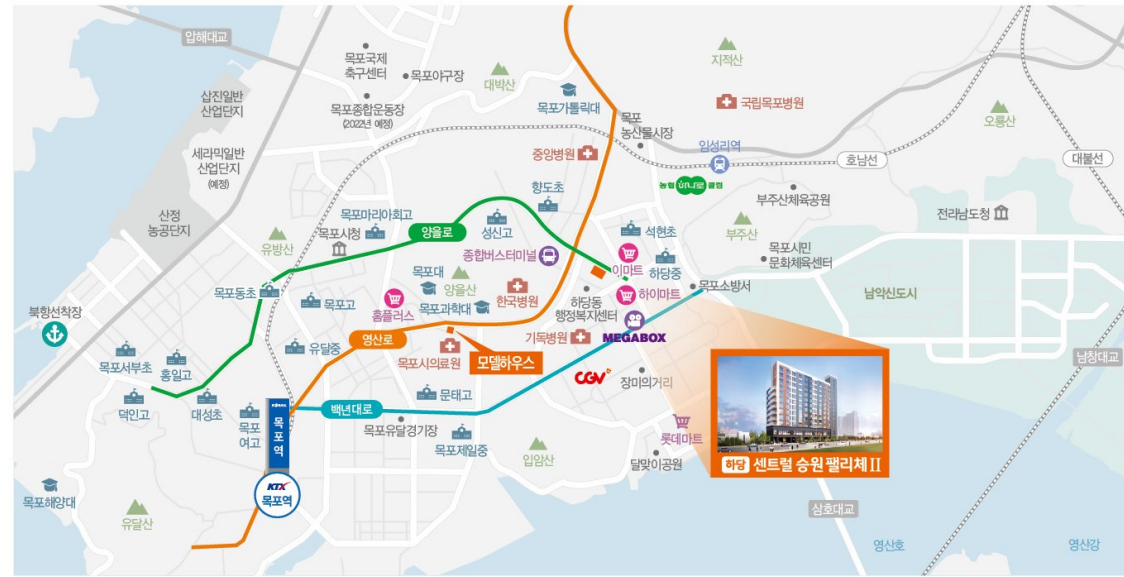 압해대교
목포국제
축구센터
목포야구장
대박산
지적산
삽진일반
산업단지
목포종합운동장
(2022년 예정)
목포가톨릭대
국립목포병원
목포
농산물시장
오룡산
세라믹일반
산업단지
(예정)
중앙병원
임성리역
호남선
대불선
농협 하나로클럽
향도초
부주산체육공원
산정
농공단지
목포마리아회고
목포시청
양을로
성신고
석현초
부주산
전라남도청
유방산
종합버스터미널
이마트
하당중
목포시민
문화체육센터
목포대
양을산
목포동초
목포고
홈플러스
목포과학대
한국병원
하당동
행정복지센터
하이마트
목포소방서
남악신도시
북항선착장
영산로
기독병원
MEGABOX
유달중
목포시의료원
모델하우스
남창대교
목포서부초
홍일고
CGV
장미의거리
덕인고
대성초
목포
여고
목포역
백년대로
문태고
목포유달경기장
목포제일중
입암산
롯데마트
달맞이공원
하당 센트럴 승원 팰리체 II
KTX
목포역
목포해양대
유달산
삼호대교
영산호
영산강